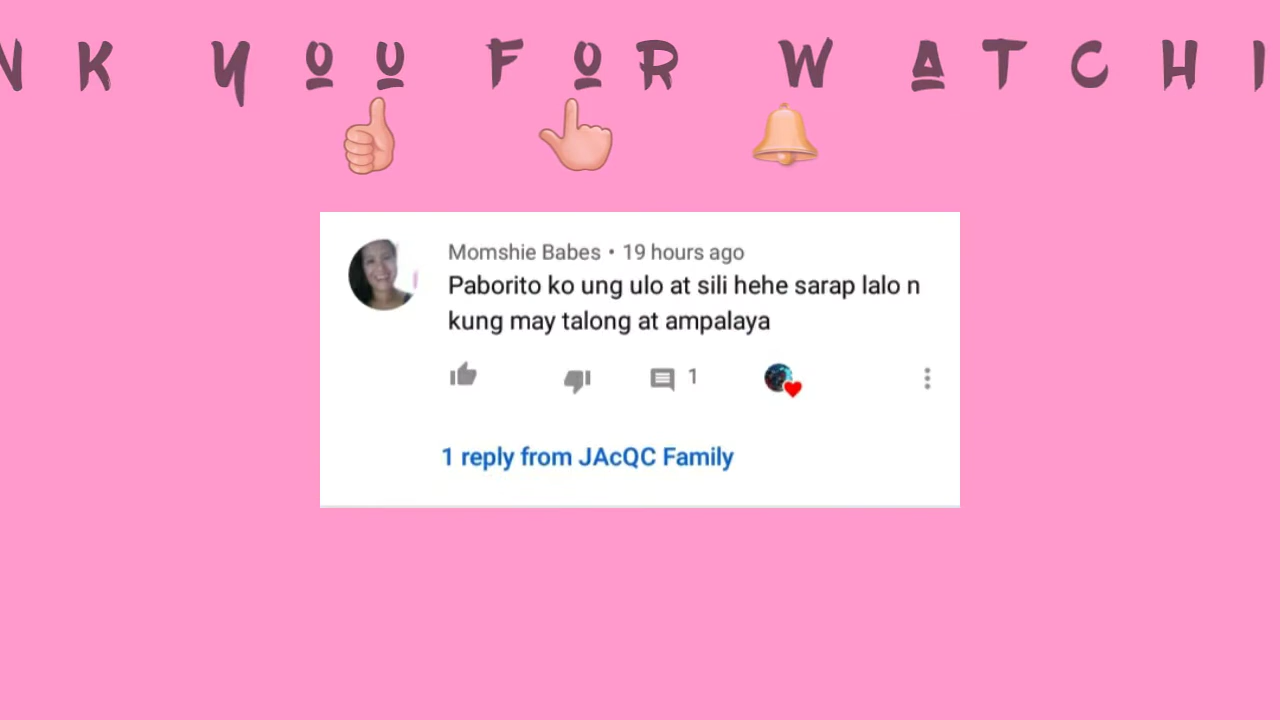 NK YOU FOR WATCHI
Momshie Babes • 19 hours ago
Paborito ko ung ulo at sili hehe sarap lalo n
kung may talong at ampalaya
1
1 reply from JAcQC Family